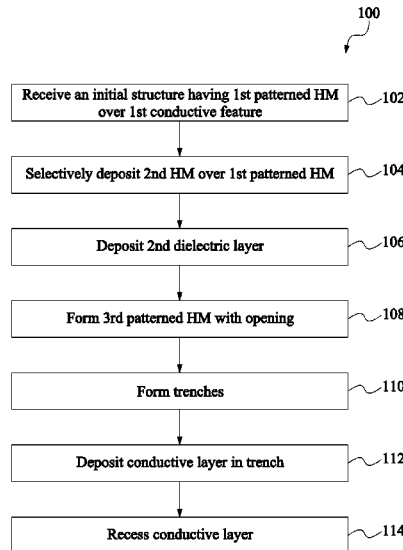 100
Receive an initial structure having 1st patterned HM
over 1st conductive feature
102
Selectively deposit 2nd HM over 1st patterned HM
104
Deposit 2nd dielectric layer
106
Form 3rd patterned HM with opening
108
Form trenches
110
Deposit conductive layer in trench
112
Recess conductive layer
114